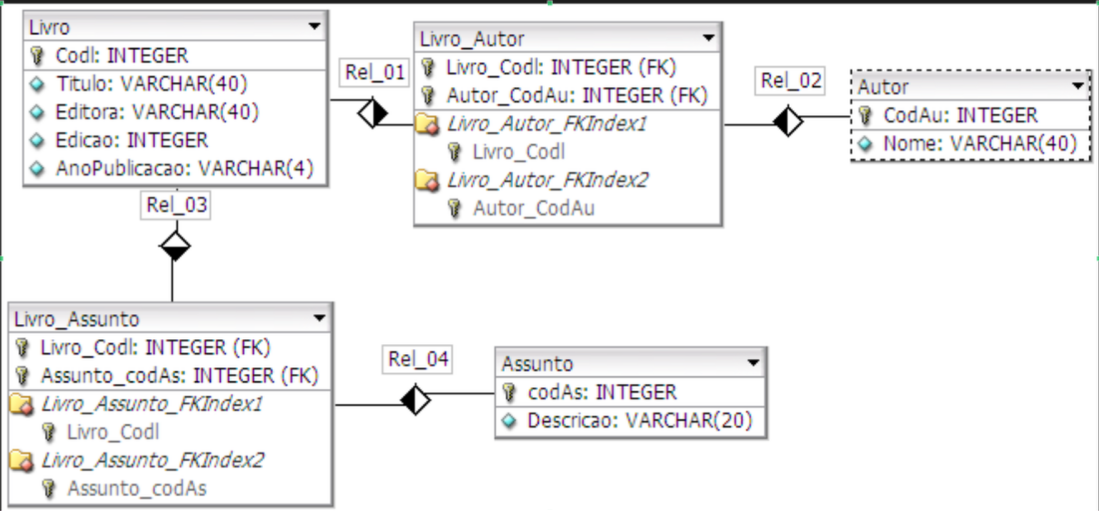 Livro
Codl: INTEGER
Titulo: VARCHAR(40)
Editora: VARCHAR(40)
Edicao: INTEGER
AnoPublicacao: VARCHAR(4)
Rel_01
Livro_Autor
Livro_Codl: INTEGER (FK)
Autor_CodAu: INTEGER (FK)
Livro_Autor_FKIndex1
Livro_Codl
Livro_Autor_FKIndex2
Autor_CodAu
Rel_02
Autor
CodAu: INTEGER
Nome: VARCHAR(40)
Rel_03
Livro_Assunto
Livro_Codl: INTEGER (FK)
Assunto_codAs: INTEGER (FK)
Livro_Assunto_FKIndex1
Livro_Codl
Livro_Assunto_FKIndex2
Assunto_codAs
Rel_04
Assunto
codAs: INTEGER
Descricao: VARCHAR(20)